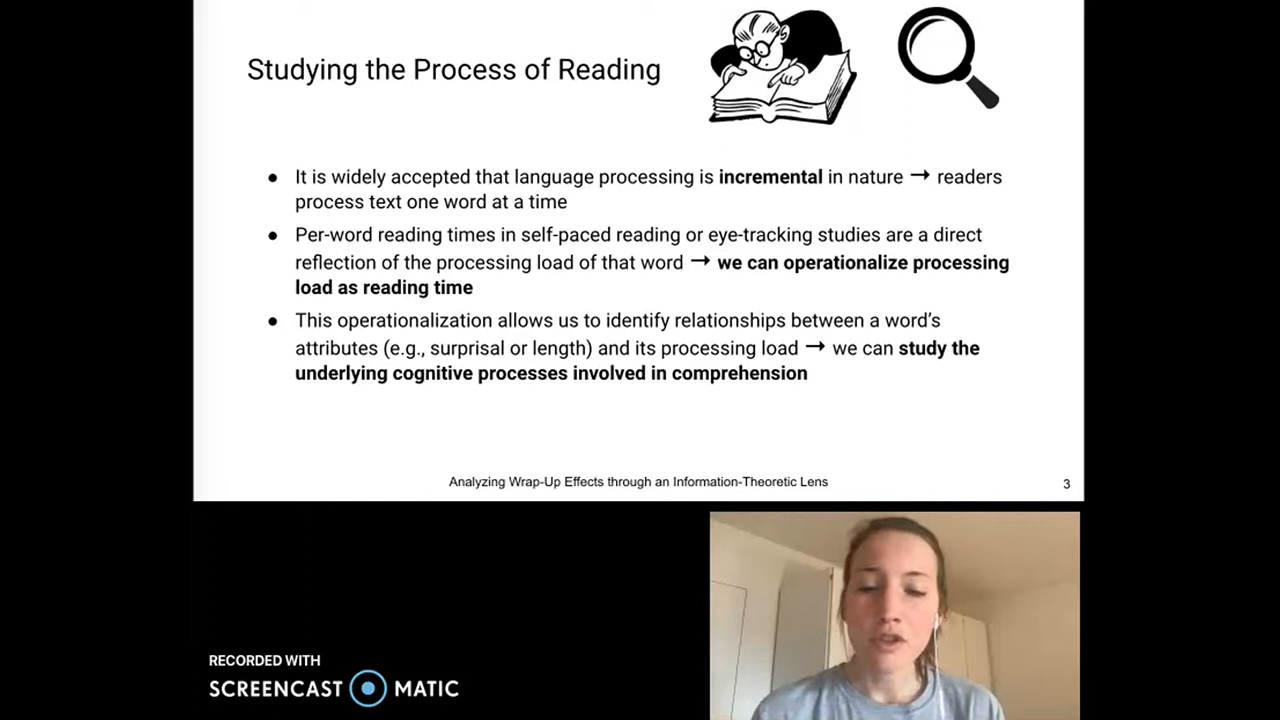 Studying the Process of Reading
● It is widely accepted that language processing is incremental in nature → readers
process text one word at a time
● Per-word reading times in self-paced reading or eye-tracking studies are a direct
reflection of the processing load of that word → we can operationalize processing
load as reading time
● This operationalization allows us to identify relationships between a word's
attributes (e.g., surprisal or length) and its processing load → we can study the
underlying cognitive processes involved in comprehension
Analyzing Wrap-Up Effects through an Information-Theoretic Lens
3
RECORDED WITH
SCREENCAST MATIC